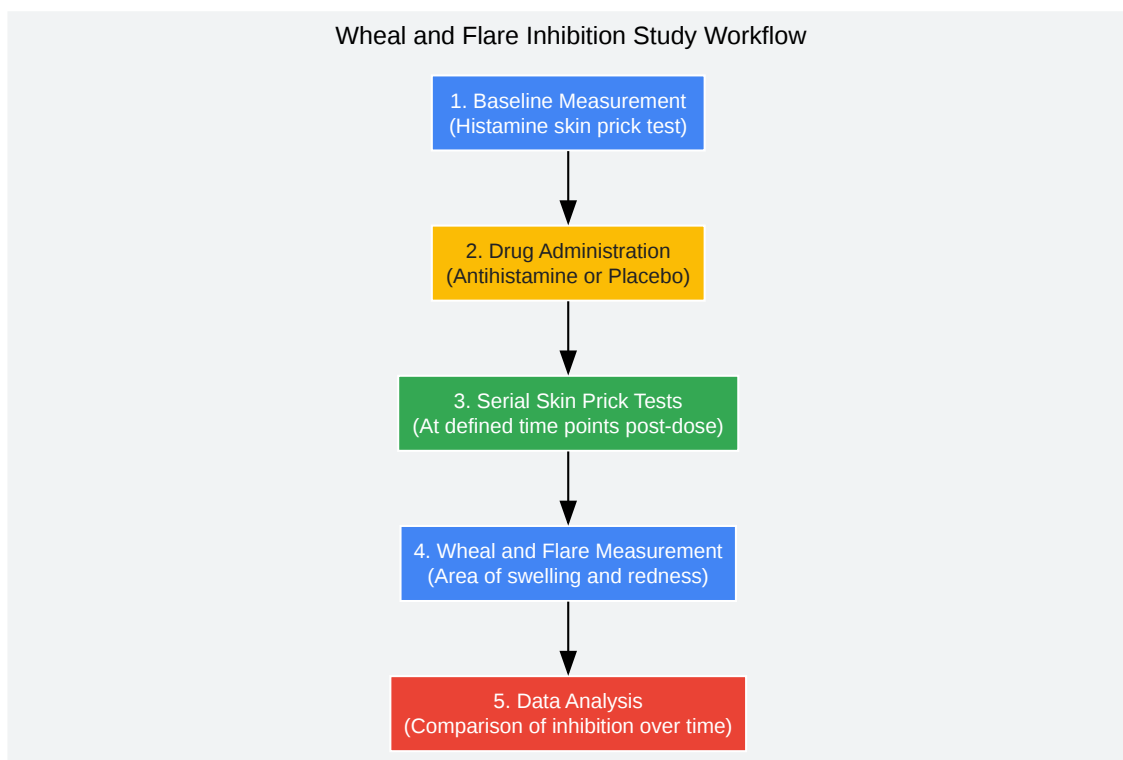 Wheal and Flare Inhibition Study Workflow
1. Baseline Measurement
(Histamine skin prick test)
2. Drug Administration
(Antihistamine or Placebo)
3. Serial Skin Prick Tests
(At defined time points post-dose)
4. Wheal and Flare Measurement
(Area of swelling and redness)
5. Data Analysis
(Comparison of inhibition over time)